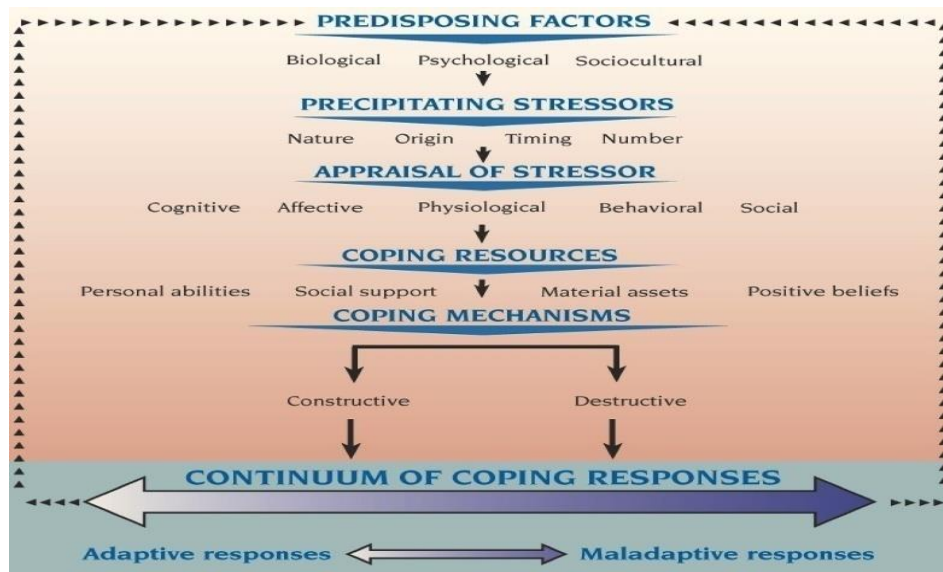 PREDISPOSING FACTORS
Biological Psychological Sociocultural
PRECIPITATING STRESSORS
Nature Origin Timing Number
APPRAISAL OF STRESSOR
Cognitive Affective Physiological Behavioral Social
COPING RESOURCES
Personal abilities Social support Material assets Positive beliefs
COPING MECHANISMS
Constructive Destructive
CONTINUUM OF COPING RESPONSES
Adaptive responses Maladaptive responses